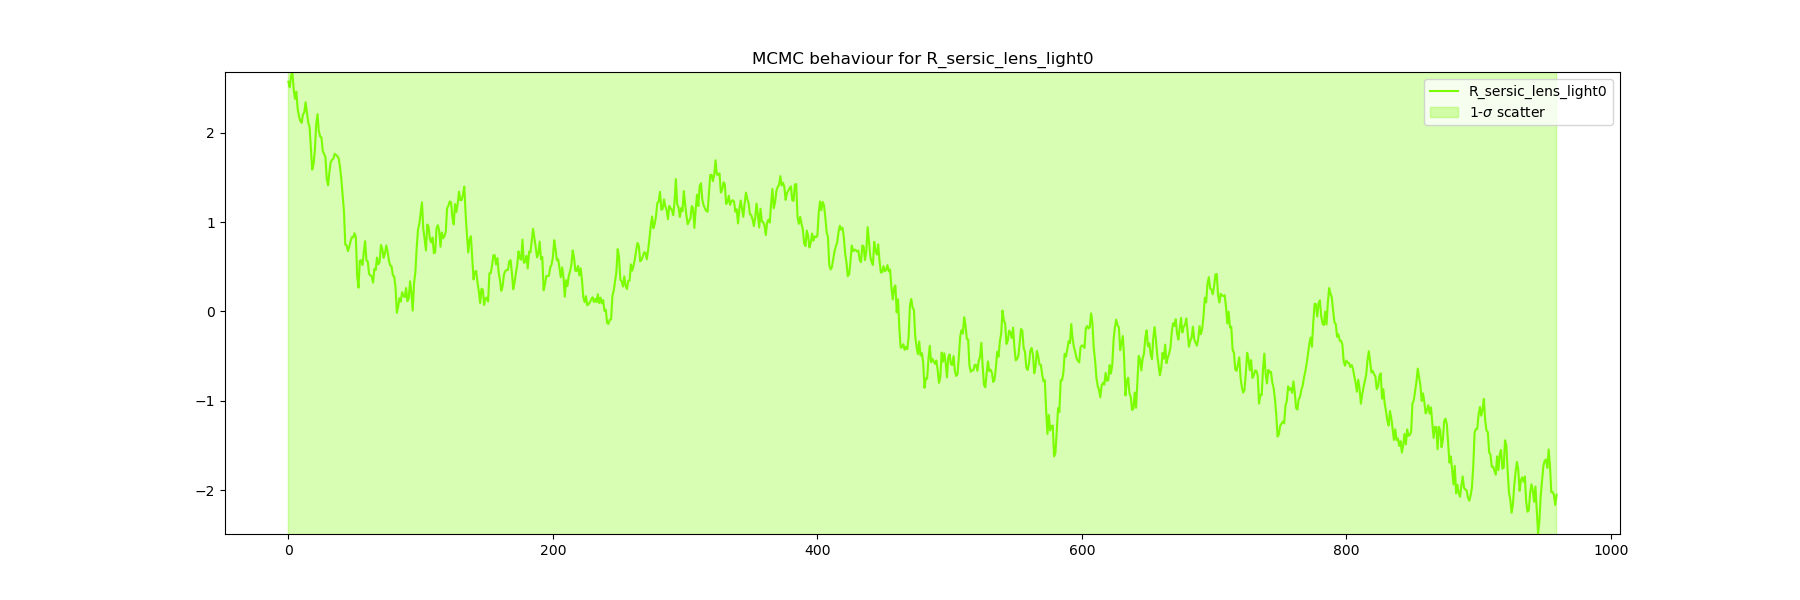 MCMC behaviour for R_sersic_lens_light0
R_sersic_lens_light0
1-σ scatter
2
1
0
−1
−2
0 200 400 600 800 1000